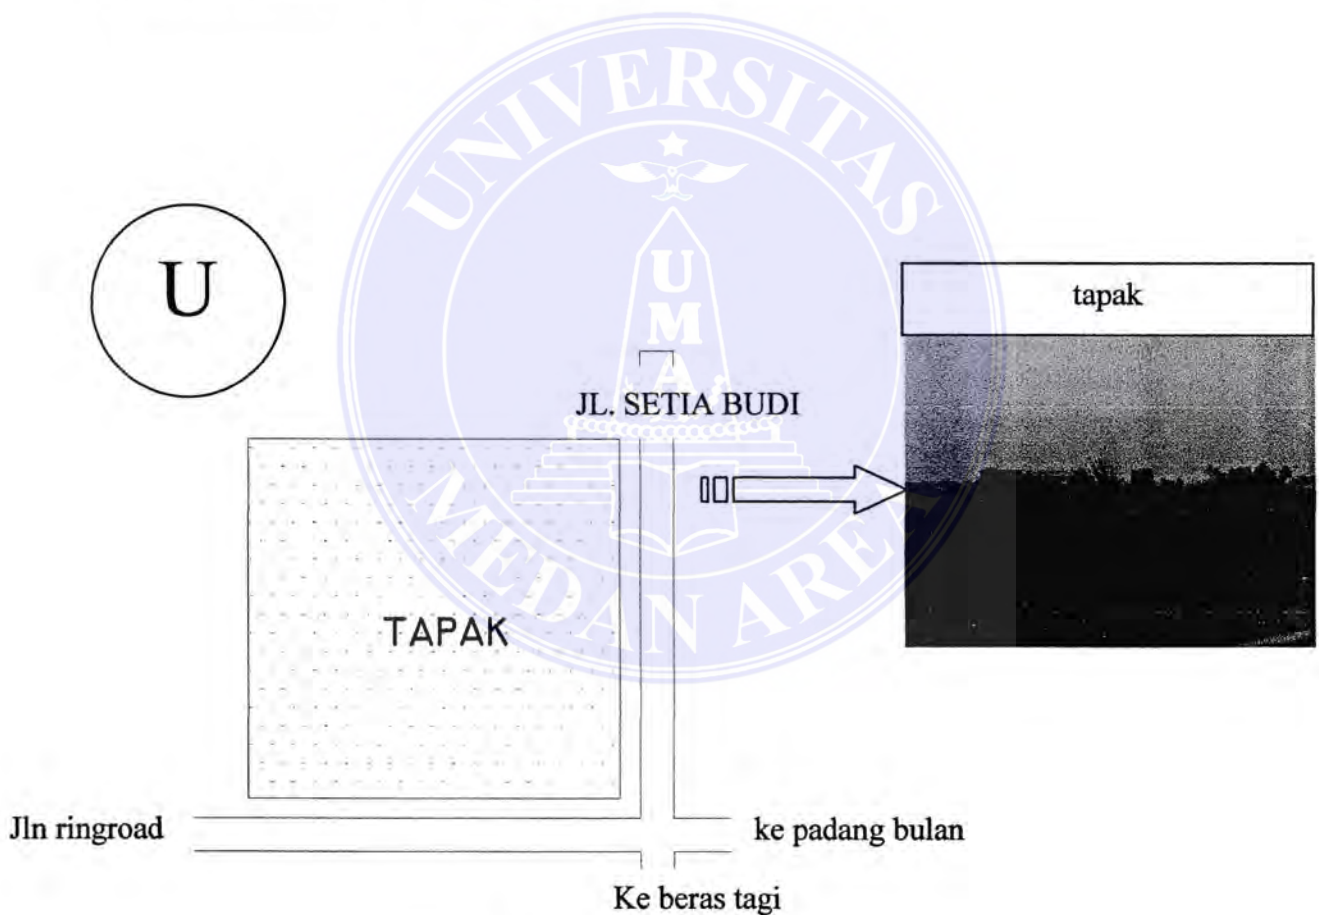 UNIVERSITAS
U
tapak
U
M
A
JL. SETIA BUDI
TAPAK
MEDAN AREA
Jln ringroad
ke padang bulan
Ke beras tagi